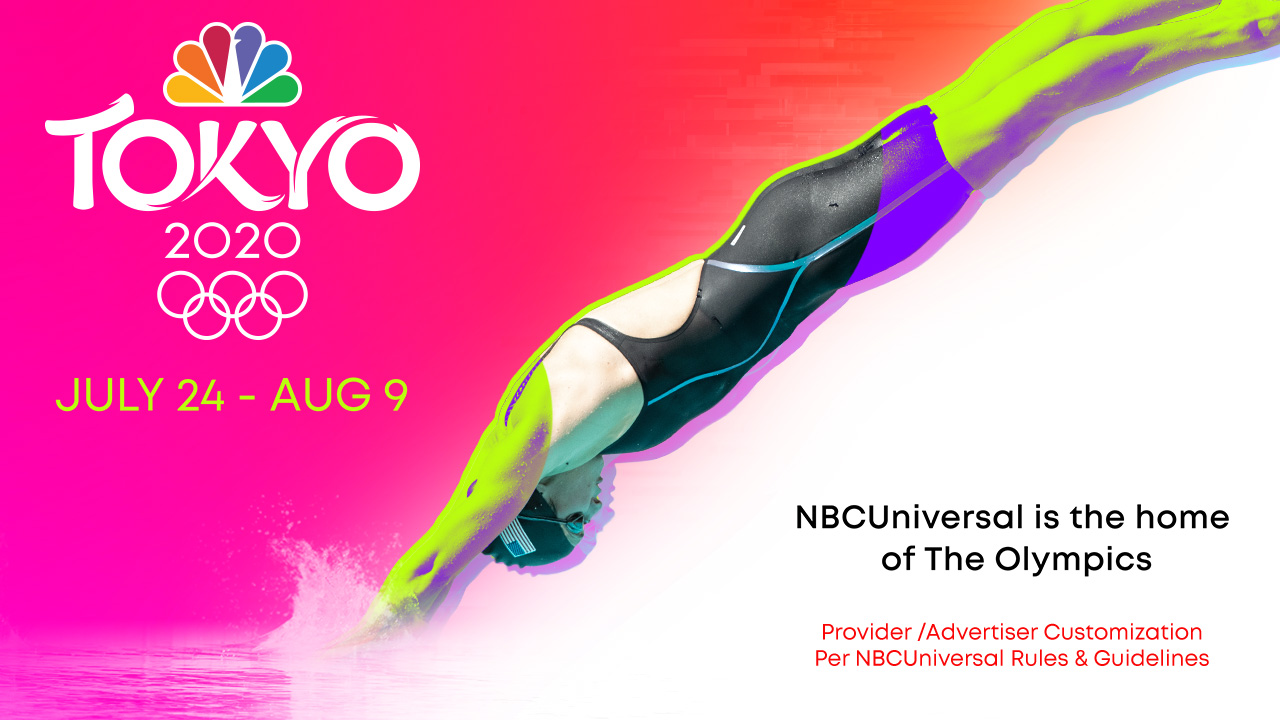 TOKYO
2020
JULY 24 - AUG 9
NBCUniversal is the home
of The Olympics
Provider /Advertiser Customization
Per NBCUniversal Rules & Guidelines